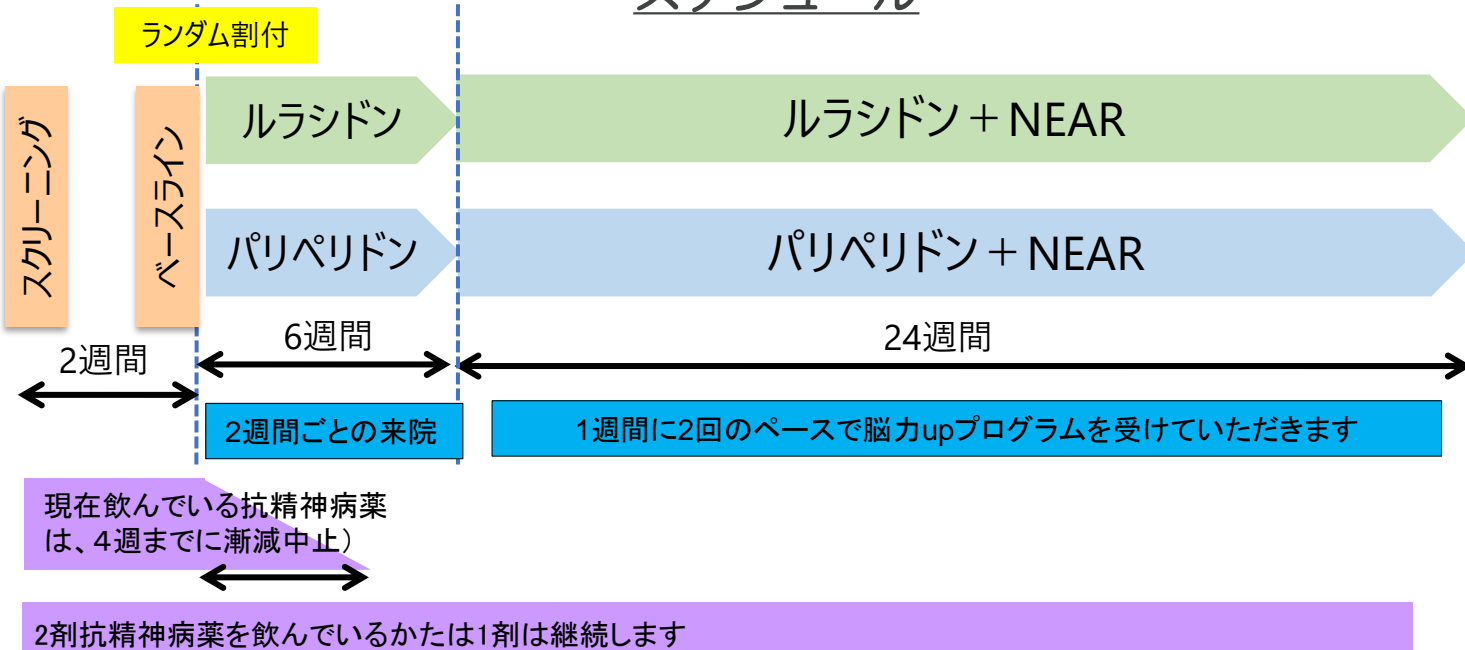 スケジュール
ランダム割付
スクリーニング
ベースライン
ルラシドン
ルラシドン+NEAR
パリペリドン
パリペリドン+NEAR
2週間
6週間
24週間
2週間ごとの来院
1週間に2回のペースで脳力upプログラムを受けていただきます
現在飲んでいる抗精神病薬
は、4週までに漸減中止)
2剤抗精神病薬を飲んでいるかたは1剤は継続します